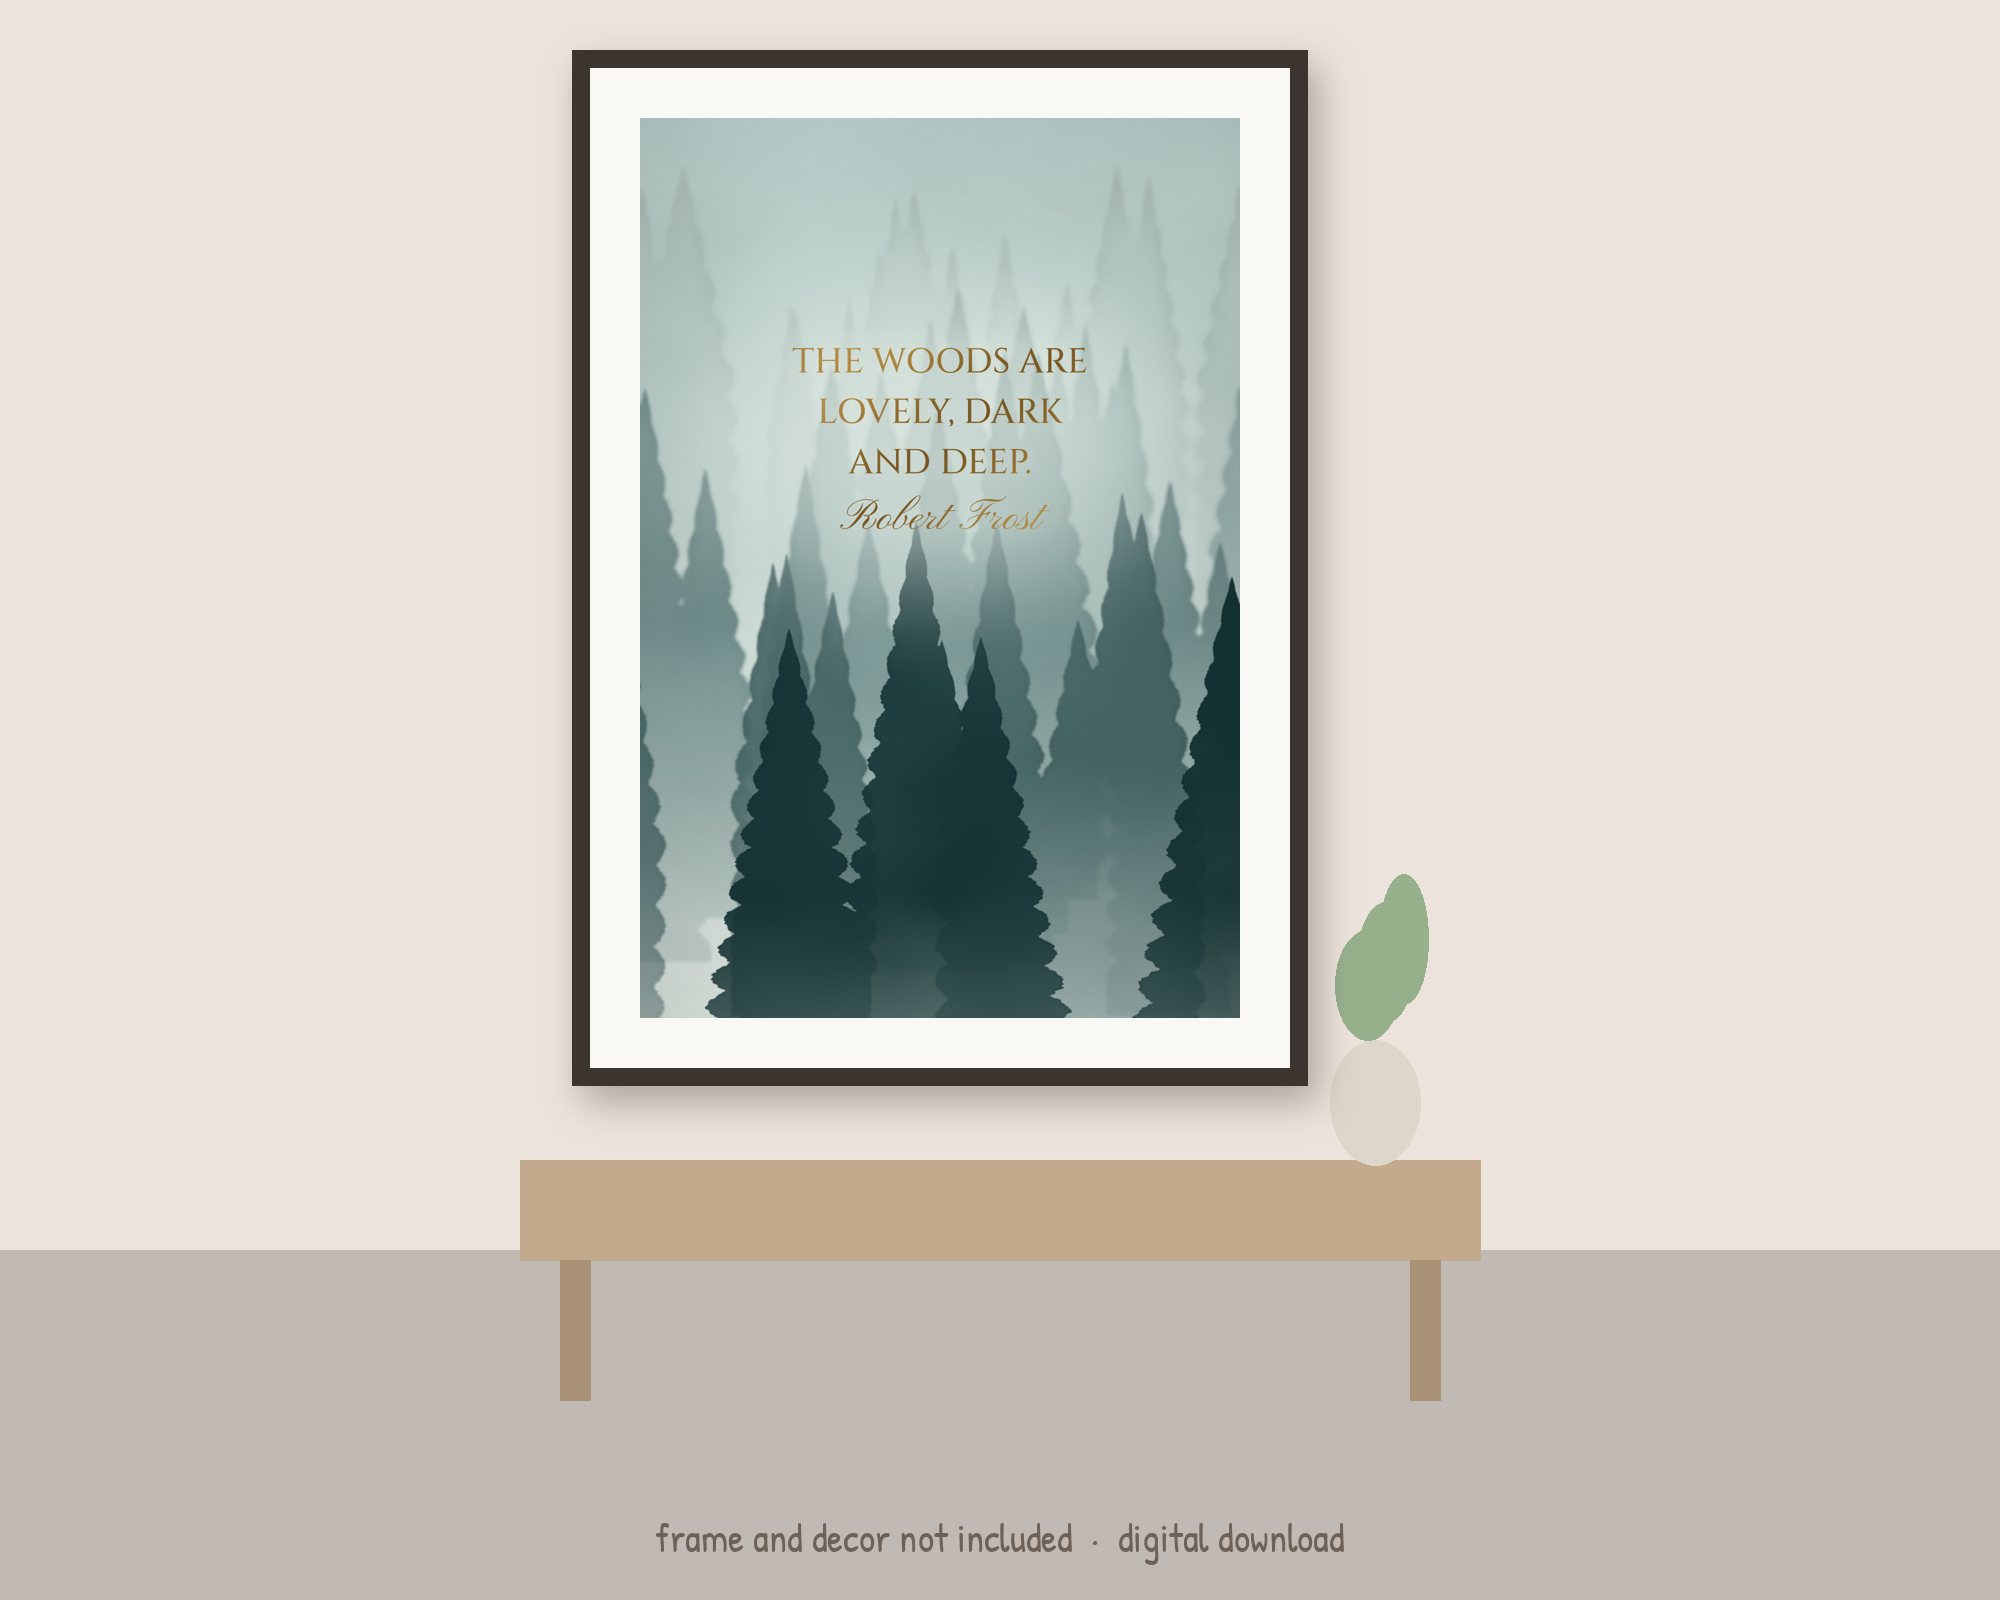 THE WOODS ARE
LOVELY, DARK
AND DEEP.
Robert Frost
frame and decor not included · digital download